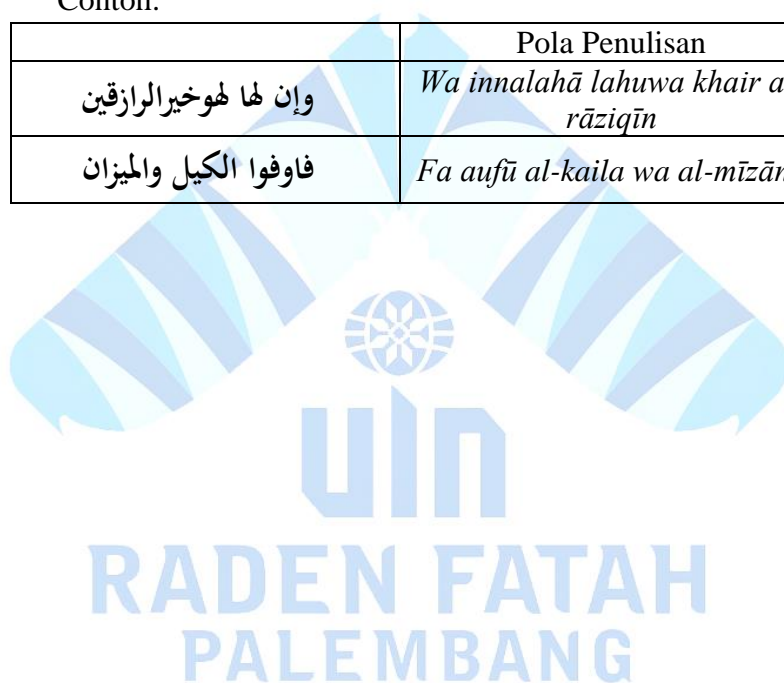 Contoh:
Pola Penulisan
وإن لها لهوخيرالرازقين
Wa innalahā lahuwa khair a
rāziqīn
فاوفوا الكيل والميزان
Fa aufū al-kaila wa al-mīzān
uin
RADEN FATAH
PALEMBANG